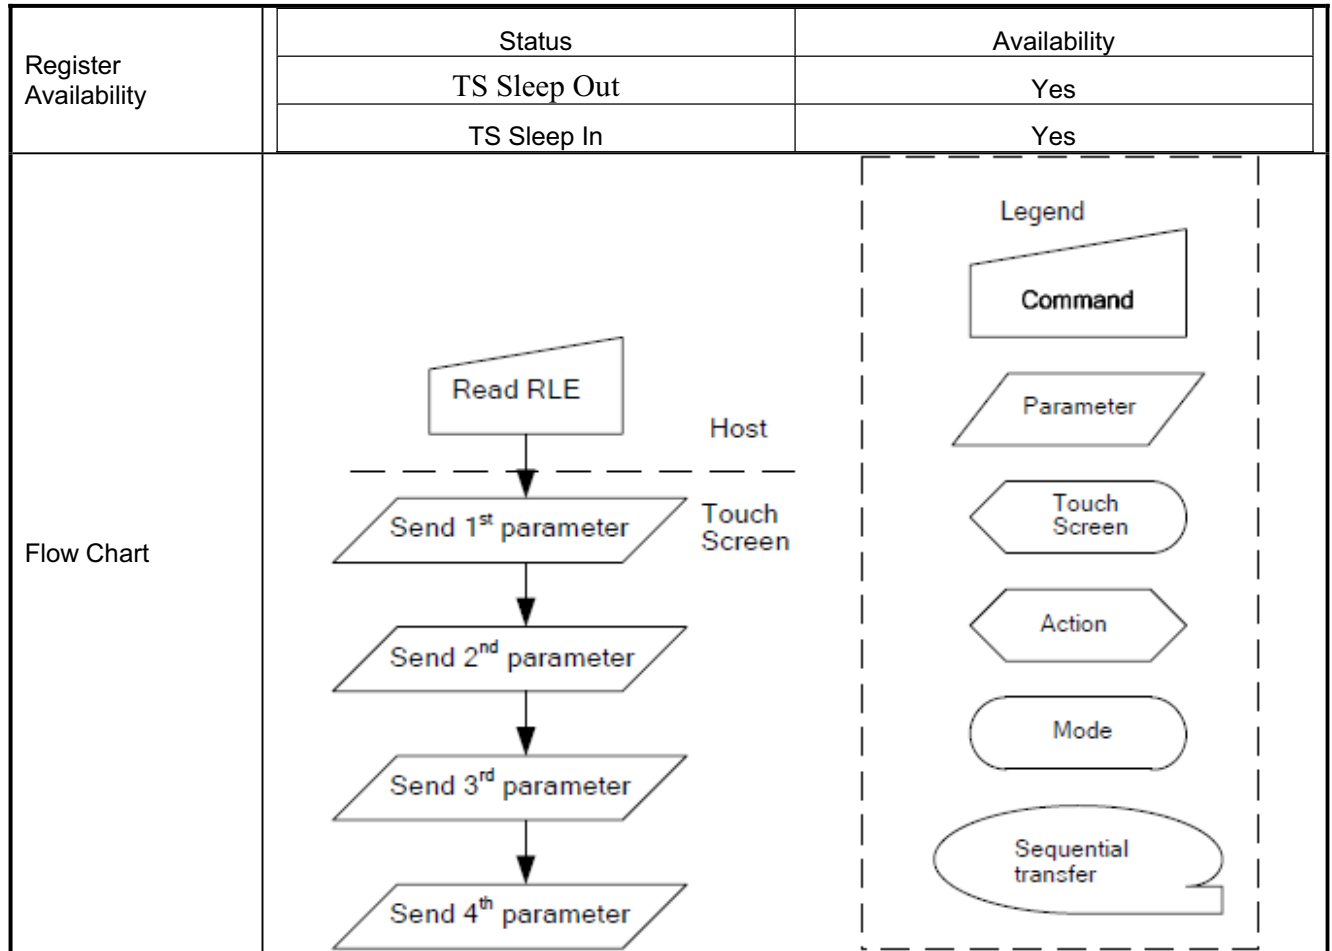 Register
Availability
Status
Availability
TS Sleep Out
Yes
TS Sleep In
Yes
Flow Chart
Read RLE
Host
Send 1st parameter
Touch
Screen
Send 2nd parameter
Send 3rd parameter
Send 4th parameter
Legend
Command
Parameter
Touch
Screen
Action
Mode
Sequential
transfer